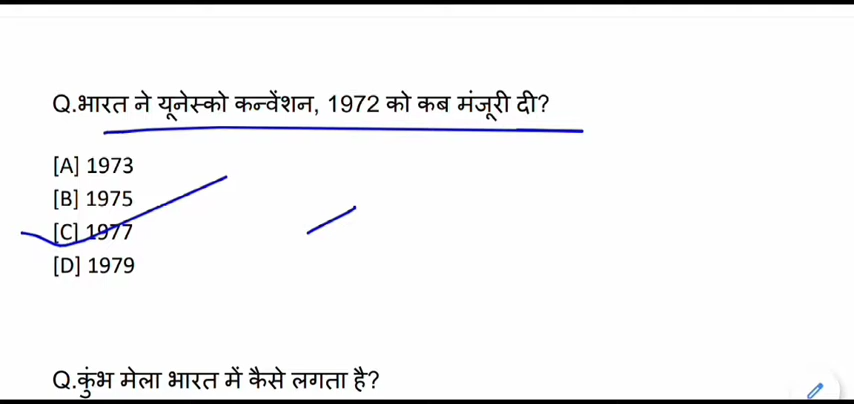 Q.भारत ने यूनेस्को कन्वेंशन, 1972 को कब मंजूरी दी?
[A] 1973
[B] 1975
[C] 1977
[D] 1979
Q.कुंभ मेला भारत में कैसे लगता है?